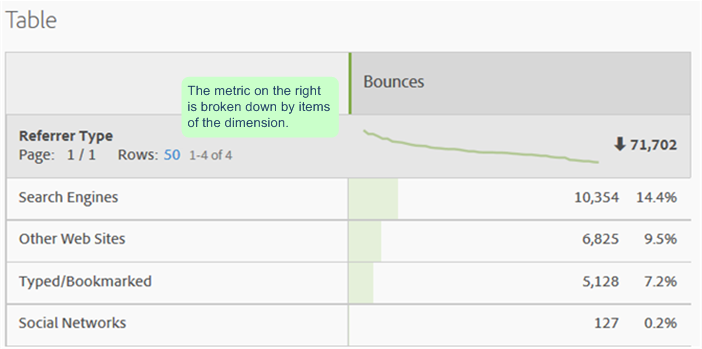 Table
Bounces
The metric on the right
is broken down by items
of the dimension.
Referrer Type
Page: 1 / 1 Rows: 50 1-4 of 4
71,702
Search Engines 10,354 14.4%
Other Web Sites 6,825 9.5%
Typed/Bookmarked 5,128 7.2%
Social Networks 127 0.2%